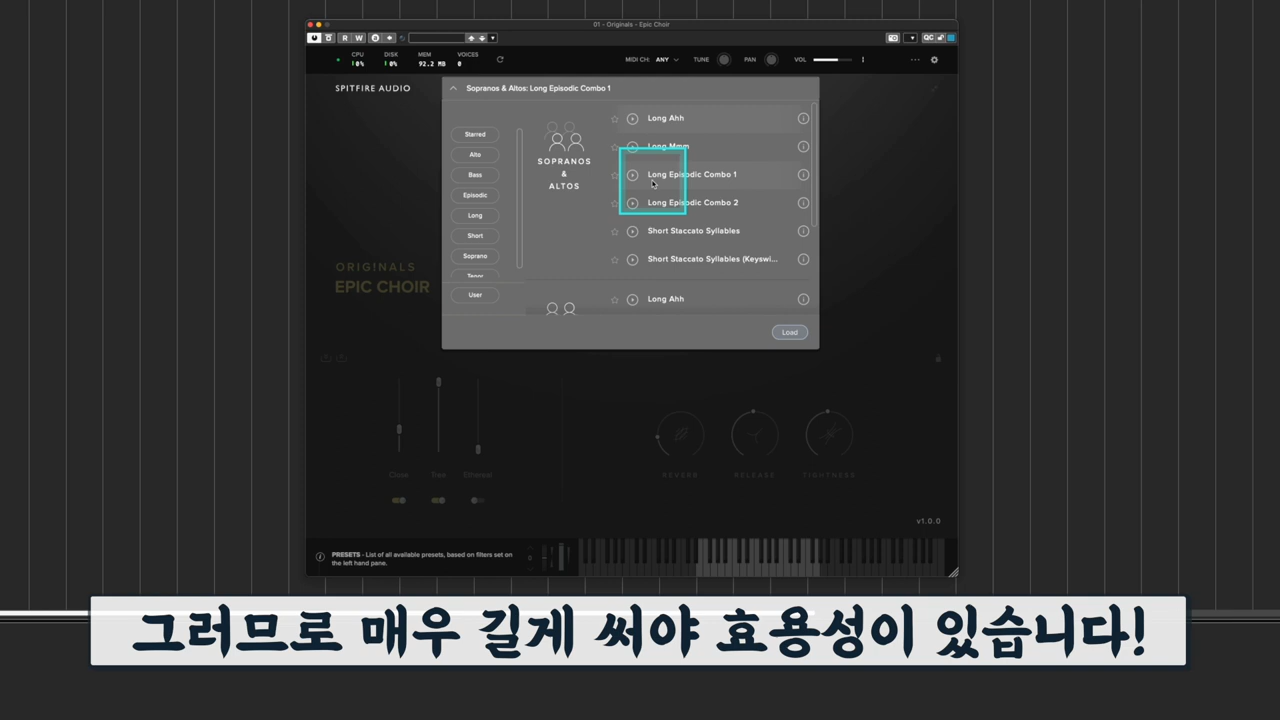 01 - Originals - Epic Choir
R W
QC
CPU DISK MEM VOICES
0% 0% 92.2 MB 0
MIDI CH: ANY TUNE PAN VOL
SPITFIRE AUDIO
Sopranos & Altos: Long Episodic Combo 1
Starred
Alto
Bass
Episodic
Long
Short
Soprano
Tenor
User
SOPRANOS
&
ALTOS
Long Ahh
Long Mmm
Long Episodic Combo 1
Long Episodic Combo 2
Short Staccato Syllables
Short Staccato Syllables (Keyswi...
Long Ahh
Load
ORIGINALS
EPIC CHOIR
Close Tree Ethereal
REVERB RELEASE TIGHTNESS
v1.0.0
PRESETS - List of all available presets, based on filters set on
the left hand pane.
그러므로 매우 길게 써야 효용성이 있습니다!